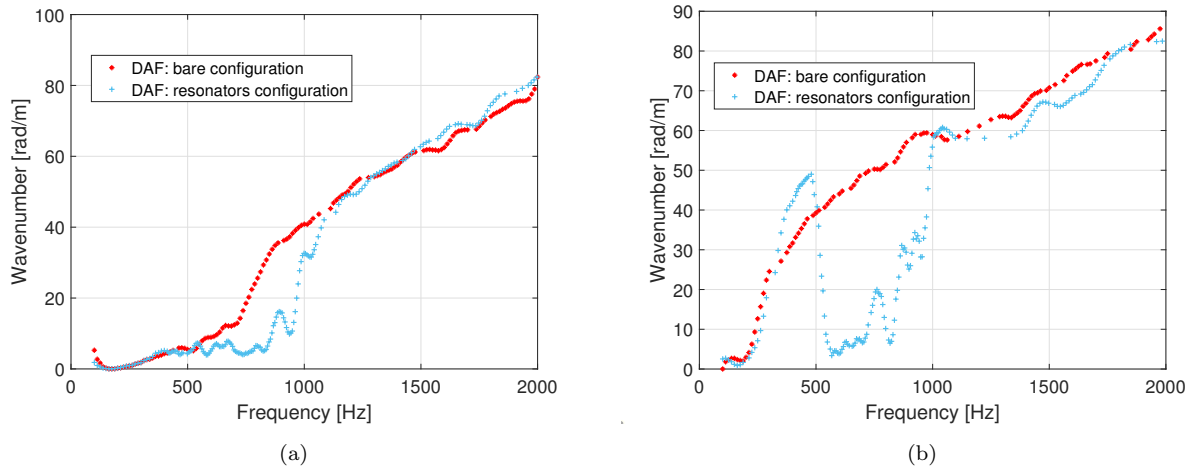 100
80
60
40
20
0
Wavenumber [rad/m]
DAF: bare configuration
DAF: resonators configuration
0 500 1000 1500 2000
Frequency [Hz]
(a)
90
80
70
60
50
40
30
20
10
0
Wavenumber [rad/m]
DAF: bare configuration
DAF: resonators configuration
0 500 1000 1500 2000
Frequency [Hz]
(b)